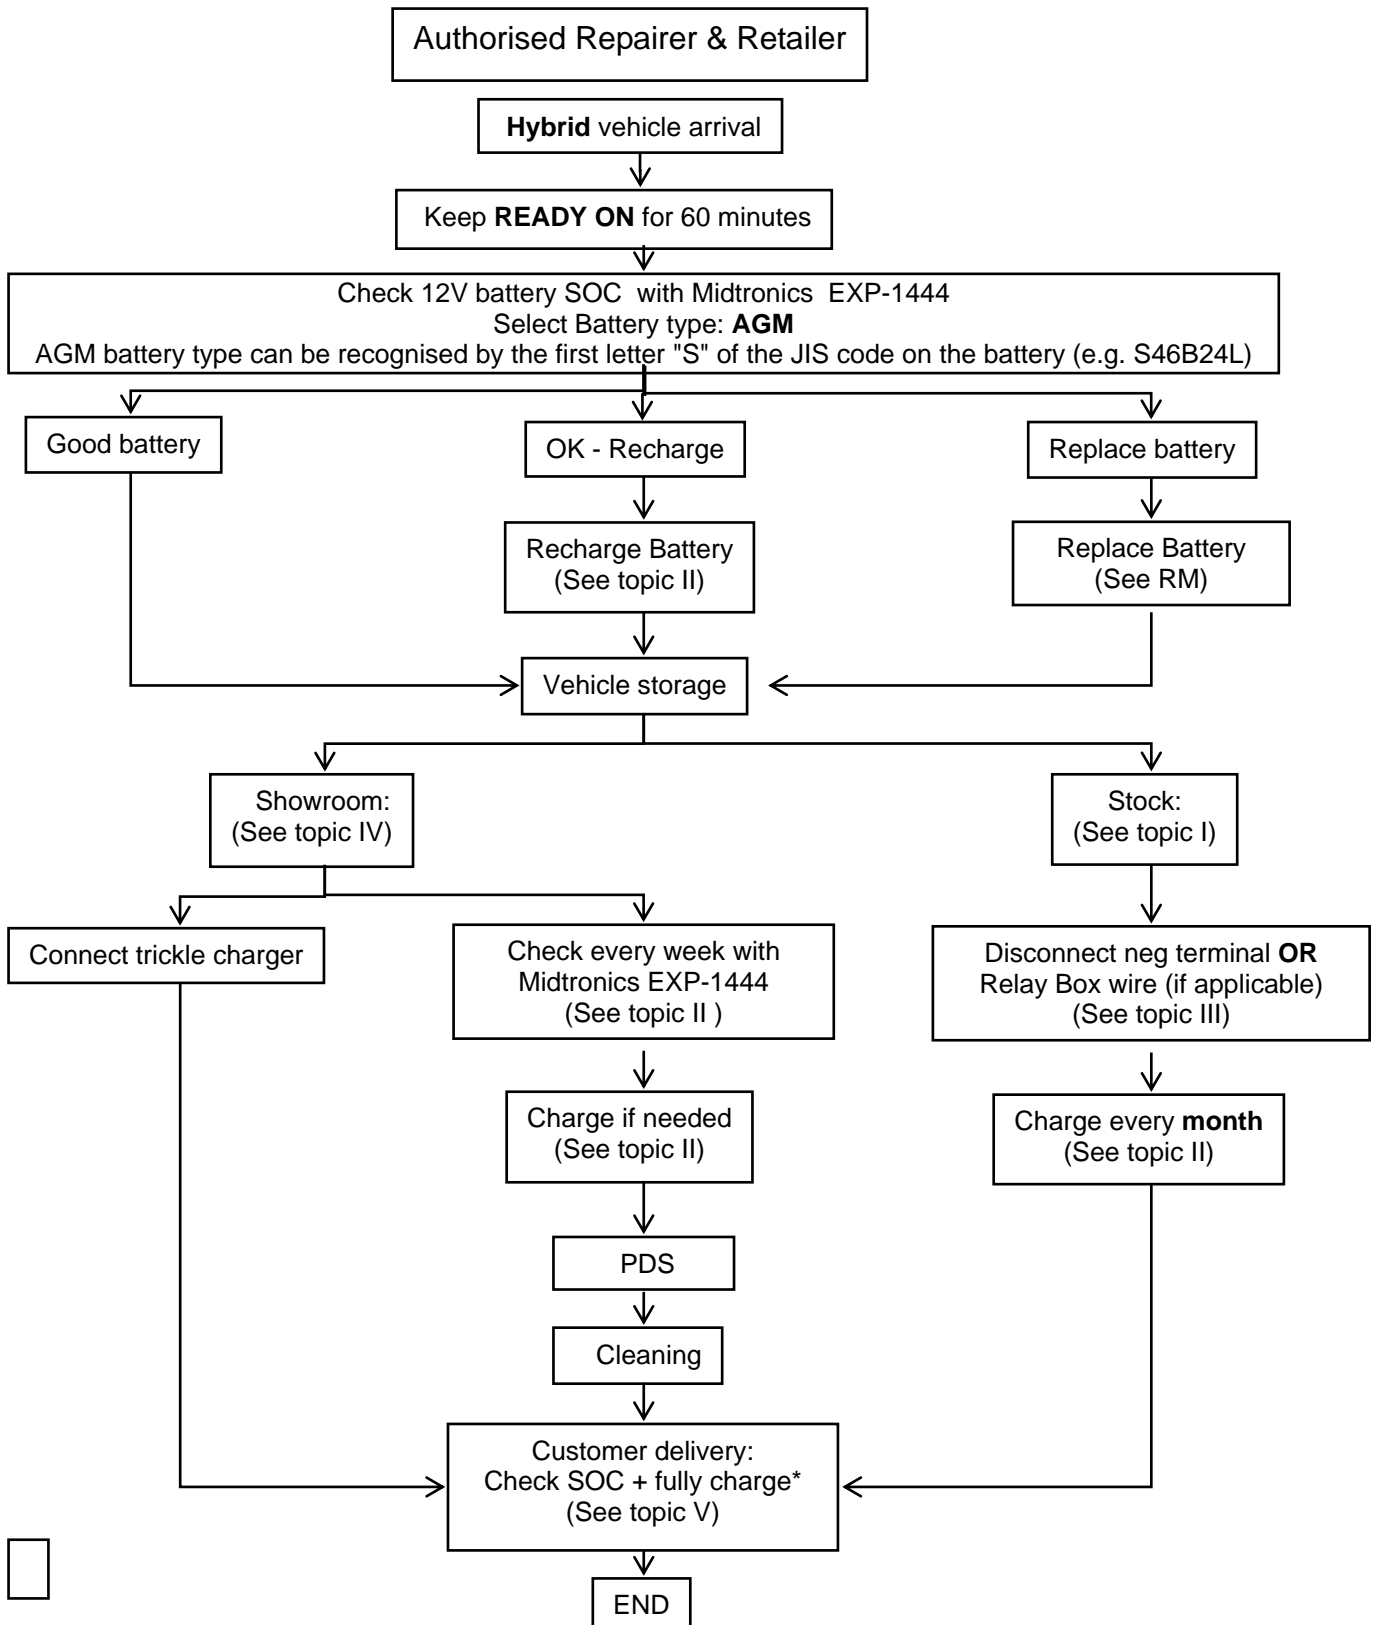 Authorised Repairer & Retailer
Hybrid vehicle arrival
Keep READY ON for 60 minutes
Check 12V battery SOC with Midtronics EXP-1444
Select Battery type: AGM
AGM battery type can be recognised by the first letter "S" of the JIS code on the battery (e.g. S46B24L)
Good battery
OK - Recharge
Replace battery
Recharge Battery
(See topic II)
Replace Battery
(See RM)
Vehicle storage
Showroom:
(See topic IV)
Stock:
(See topic I)
Connect trickle charger
Check every week with
Midtronics EXP-1444
(See topic II )
Disconnect neg terminal OR
Relay Box wire (if applicable)
(See topic III)
Charge if needed
(See topic II)
Charge every month
(See topic II)
PDS
Cleaning
Customer delivery:
Check SOC + fully charge*
(See topic V)
END